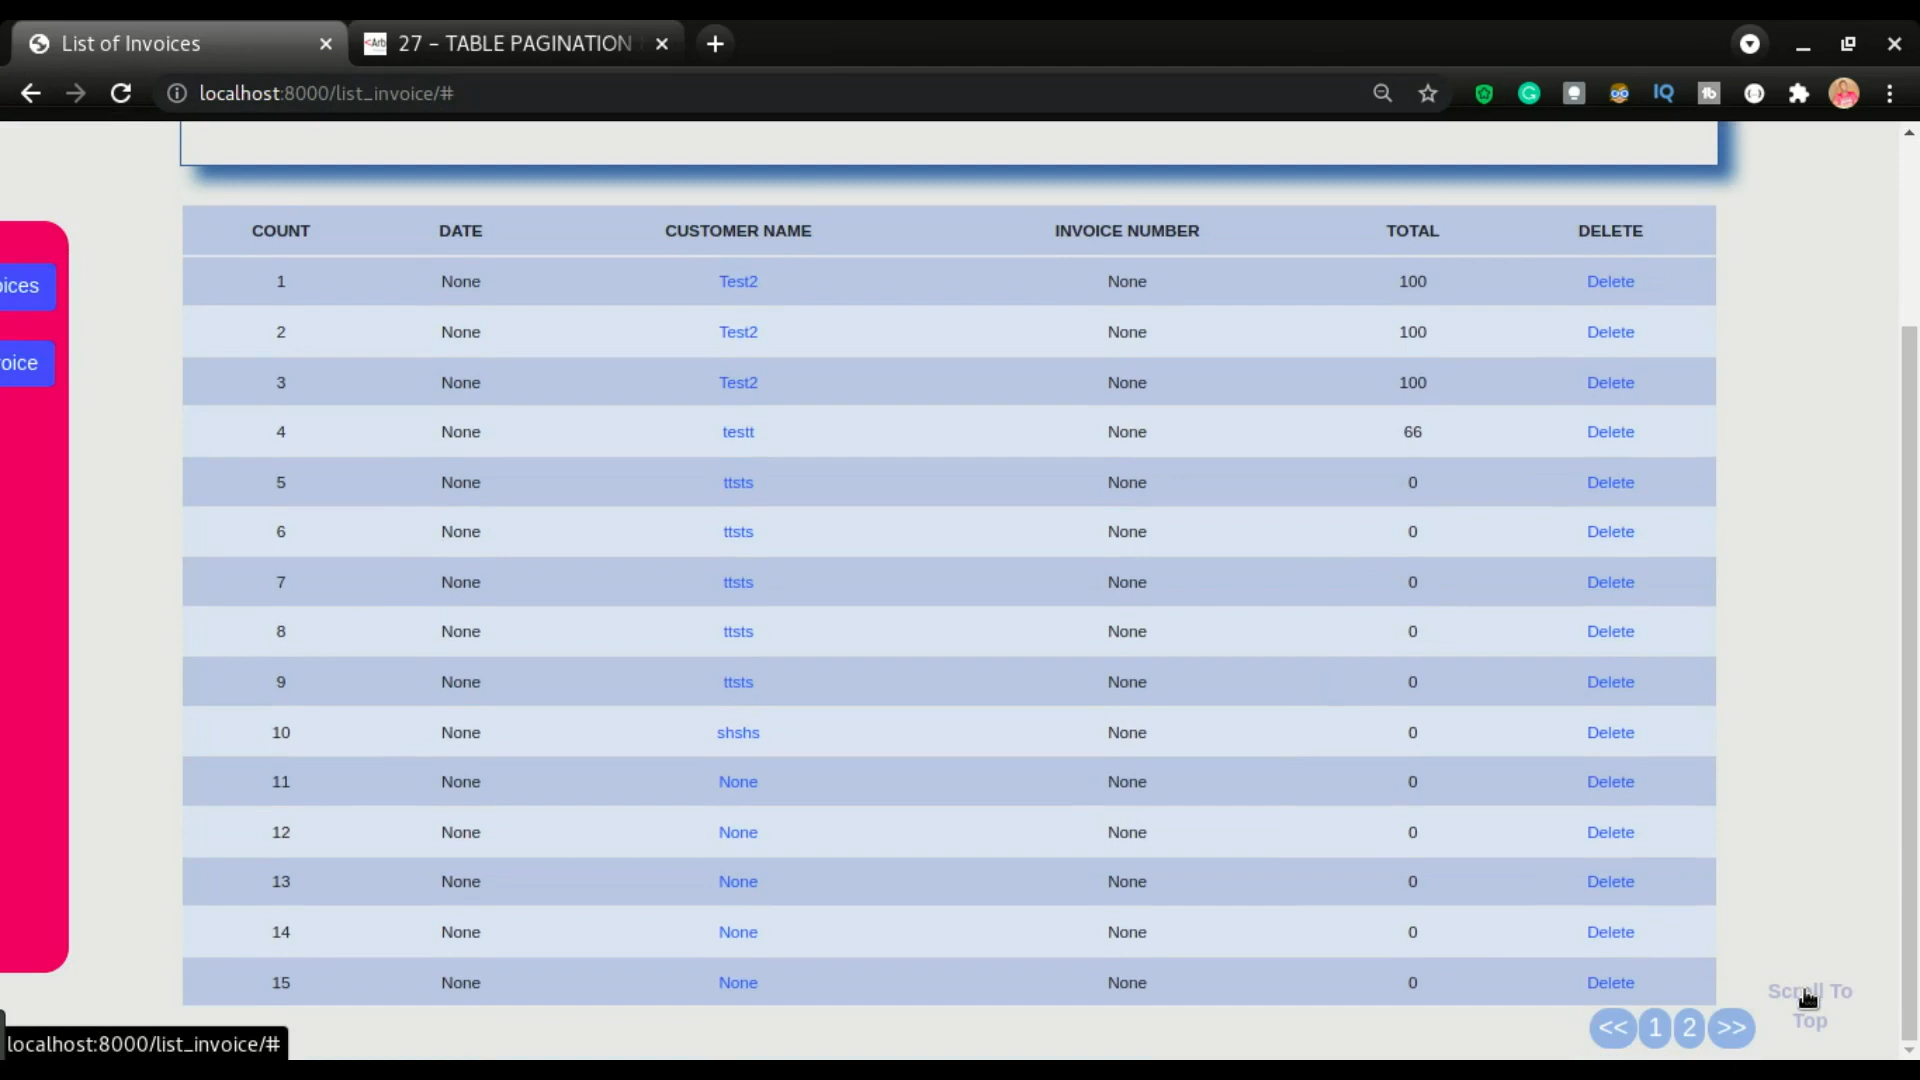 List of Invoices
<Arb 27 – TABLE PAGINATION
localhost:8000/list_invoice/#
IQ
COUNT DATE CUSTOMER NAME INVOICE NUMBER TOTAL DELETE
1 None Test2 None 100 Delete
oices
2 None Test2 None 100 Delete
oice
3 None Test2 None 100 Delete
4 None testt None 66 Delete
5 None ttsts None 0 Delete
6 None ttsts None 0 Delete
7 None ttsts None 0 Delete
8 None ttsts None 0 Delete
9 None ttsts None 0 Delete
10 None shshs None 0 Delete
11 None None None 0 Delete
12 None None None 0 Delete
13 None None None 0 Delete
14 None None None 0 Delete
15 None None None 0 Delete
Scroll To
Top
<< 1 2 >>
localhost:8000/list_invoice/#